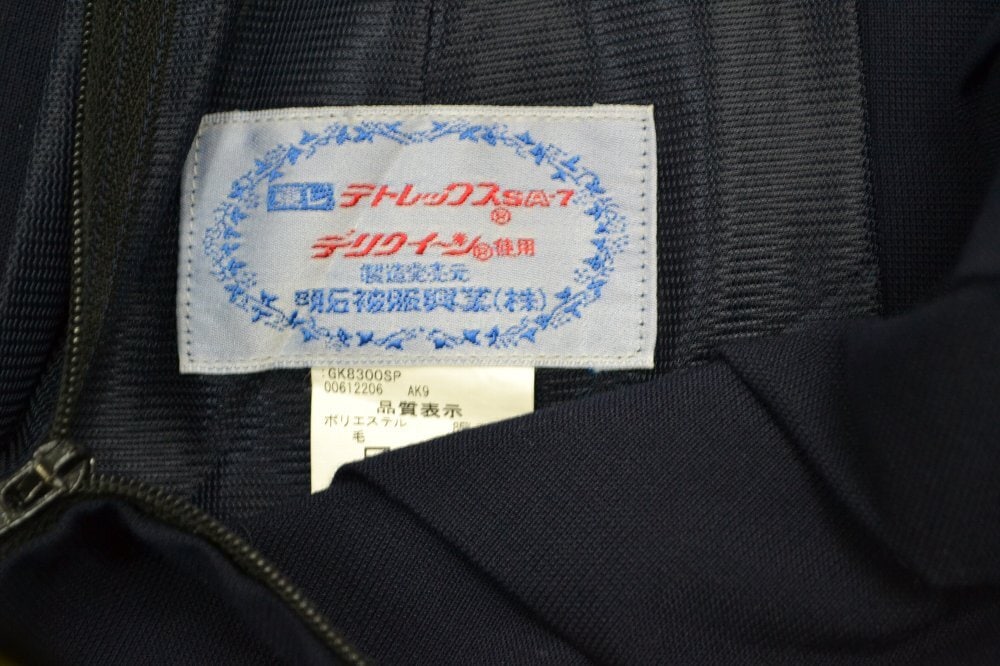 東レ テトレックスSA-7
®
デリクイーン®使用
製造発売元
明石被服興業(株)
GK8300SP
00612206 AK9
品質表示
ポリエステル
毛